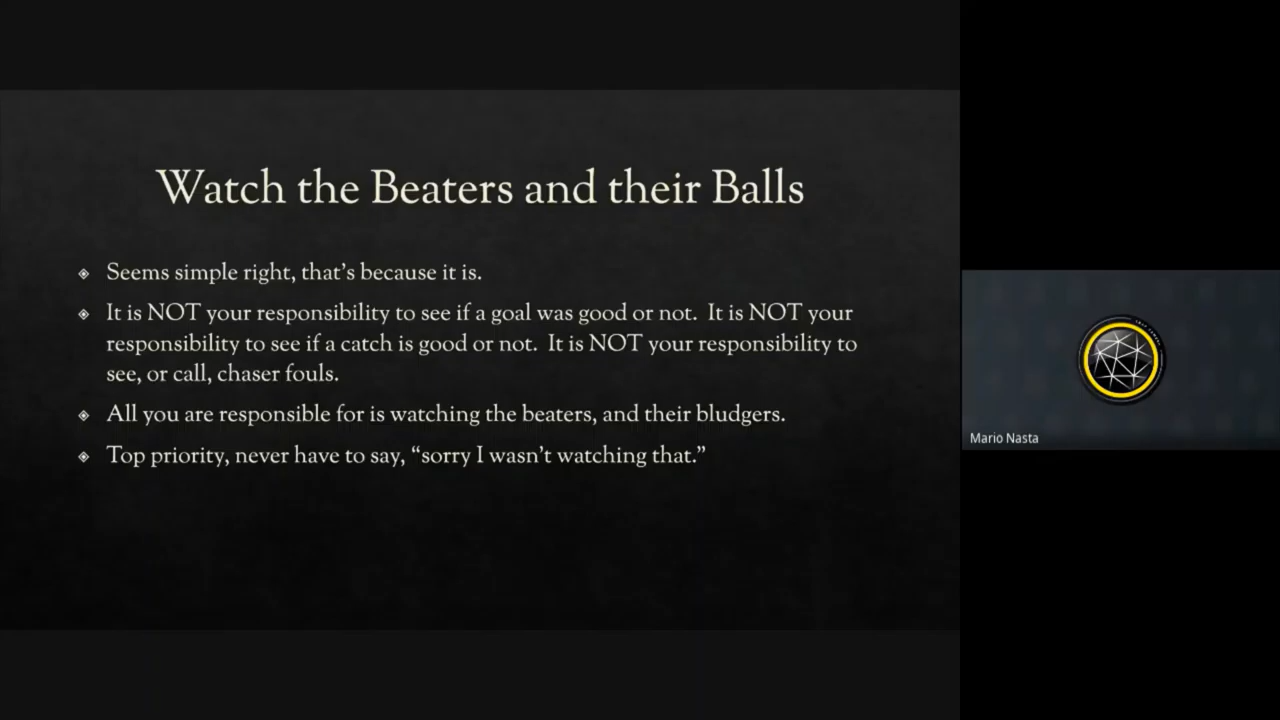 Watch the Beaters and their Balls
Seems simple right, that's because it is.
It is NOT your responsibility to see if a goal was good or not.  It is NOT your
responsibility to see if a catch is good or not.  It is NOT your responsibility to
see, or call, chaser fouls.
All you are responsible for is watching the beaters, and their bludgers.
Top priority, never have to say, “sorry I wasn't watching that.”
Mario Nasta